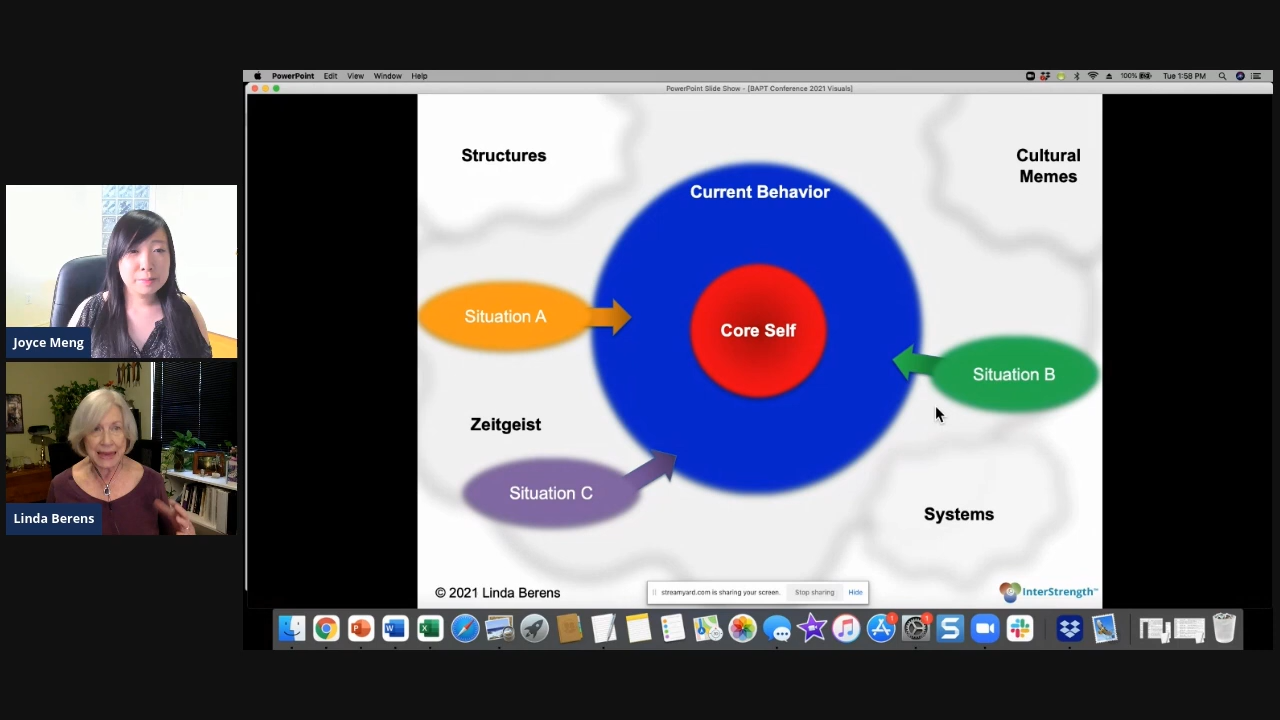 PowerPoint Edit View Window Help
100% Tue 1:58 PM
PowerPoint Slide Show - [BAPT Conference 2021 Visuals]
Structures
Cultural
Memes
Current Behavior
Situation A
Core Self
Situation B
Zeitgeist
Situation C
Systems
© 2021 Linda Berens
streamyard.com is sharing your screen. Stop sharing Hide
InterStrength™
Joyce Meng
Linda Berens